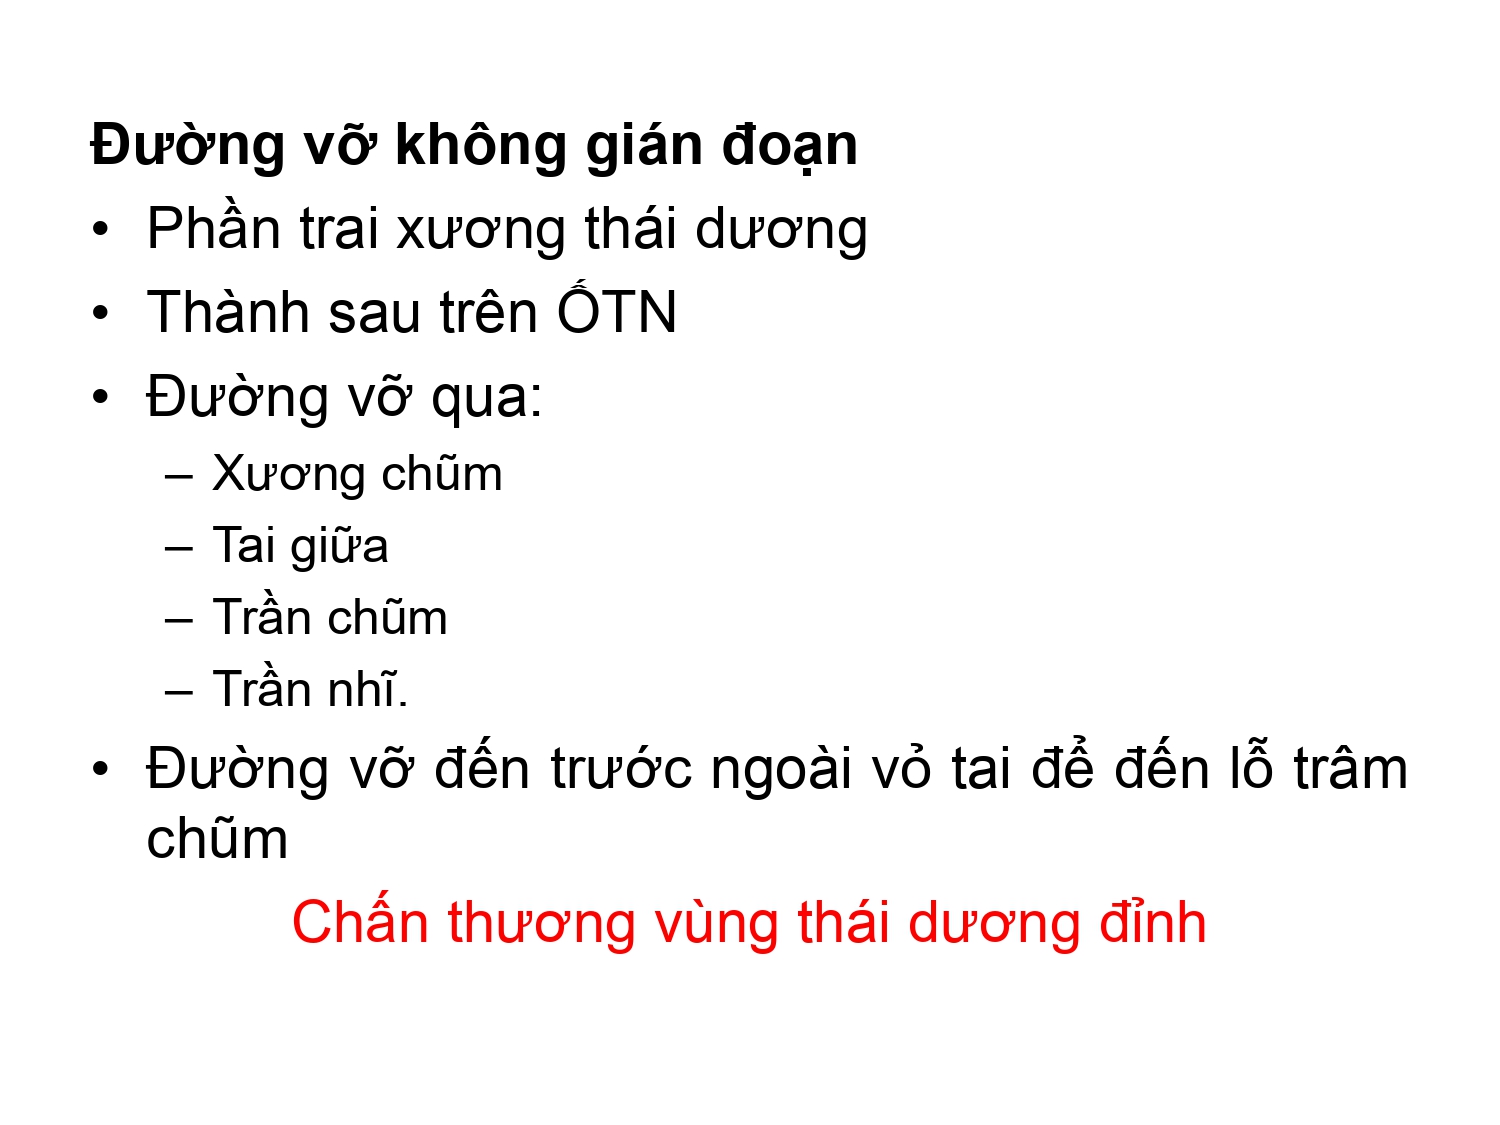 Đường vỡ không gián đoạn
• Phần trai xương thái dương
• Thành sau trên ỐTN
• Đường vỡ qua:
– Xương chũm
– Tai giữa
– Trần chũm
– Trần nhĩ.
• Đường vỡ đến trước ngoài vỏ tai để đến lỗ trâm
chũm
Chấn thương vùng thái dương đỉnh